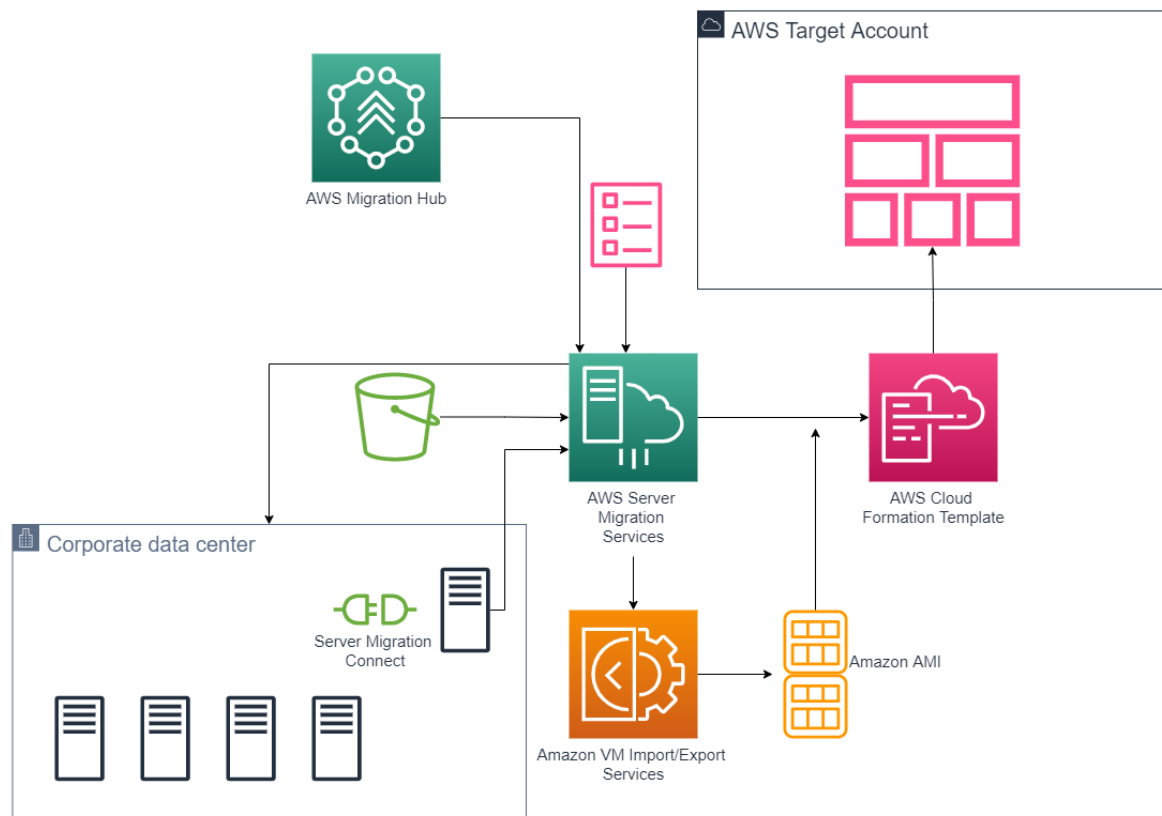 AWS Target Account
AWS Migration Hub
AWS Server
Migration
Services
AWS Cloud
Formation Template
Corporate data center
Server Migration
Connect
Amazon AMI
Amazon VM Import/Export
Services